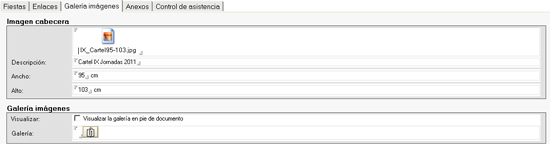 Fiestas Enlaces Galería imágenes Anexos Control de asistencia
Imagen cabecera
IX_Cartel95-103.jpg
Descripción: Cartel IX Jornadas 2011
Ancho: 95 cm
Alto: 103 cm
Galería imágenes
Visualizar: Visualizar la galería en pie de documento
Galería: